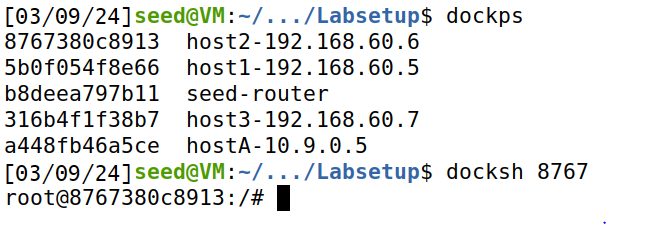 [03/09/24]seed@VM:~/.../Labsetup$ dockps
8767380c8913  host2-192.168.60.6
5b0f054f8e66  host1-192.168.60.5
b8deea797b11  seed-router
316b4f1f38b7  host3-192.168.60.7
a448fb46a5ce  hostA-10.9.0.5
[03/09/24]seed@VM:~/.../Labsetup$ docksh 8767
root@8767380c8913:/#